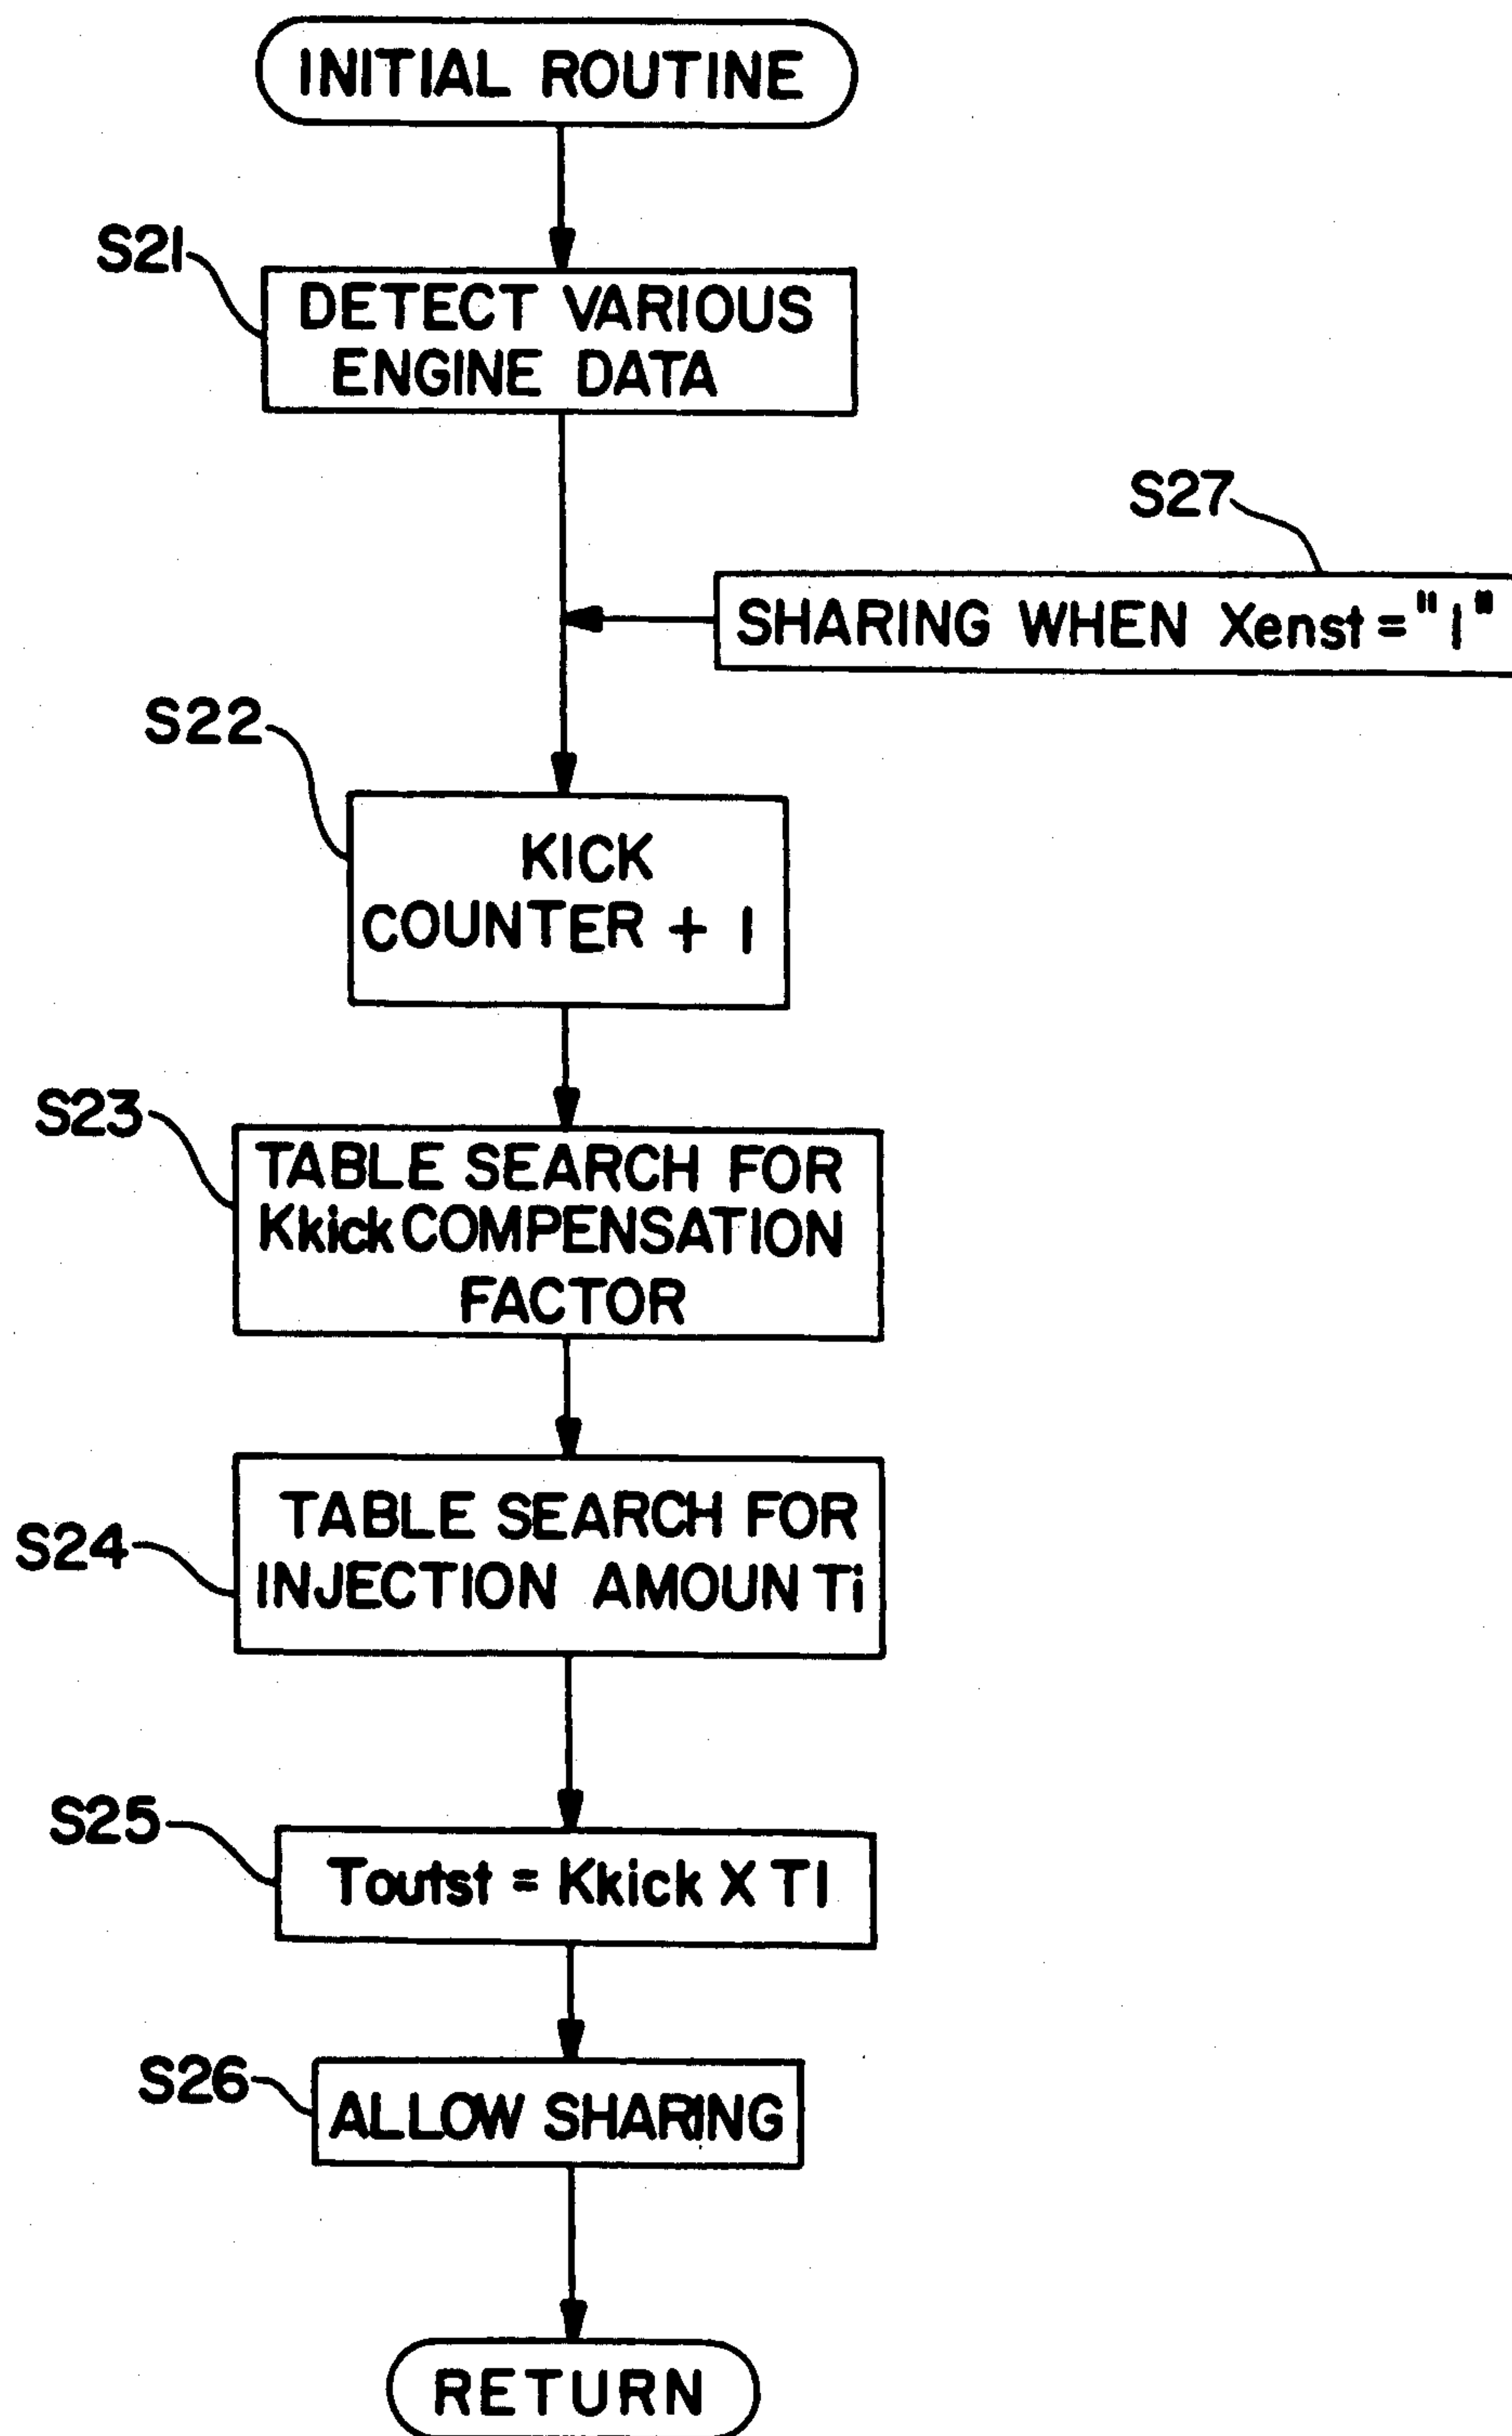 INITIAL ROUTINE
S21
DETECT VARIOUS
ENGINE DATA
S27
SHARING WHEN Xenst = "1"
S22
KICK
COUNTER + 1
S23
TABLE SEARCH FOR
Kkick COMPENSATION
FACTOR
S24
TABLE SEARCH FOR
INJECTION AMOUN Ti
S25
Toutst = Kkick X TI
S26
ALLOW SHARING
RETURN